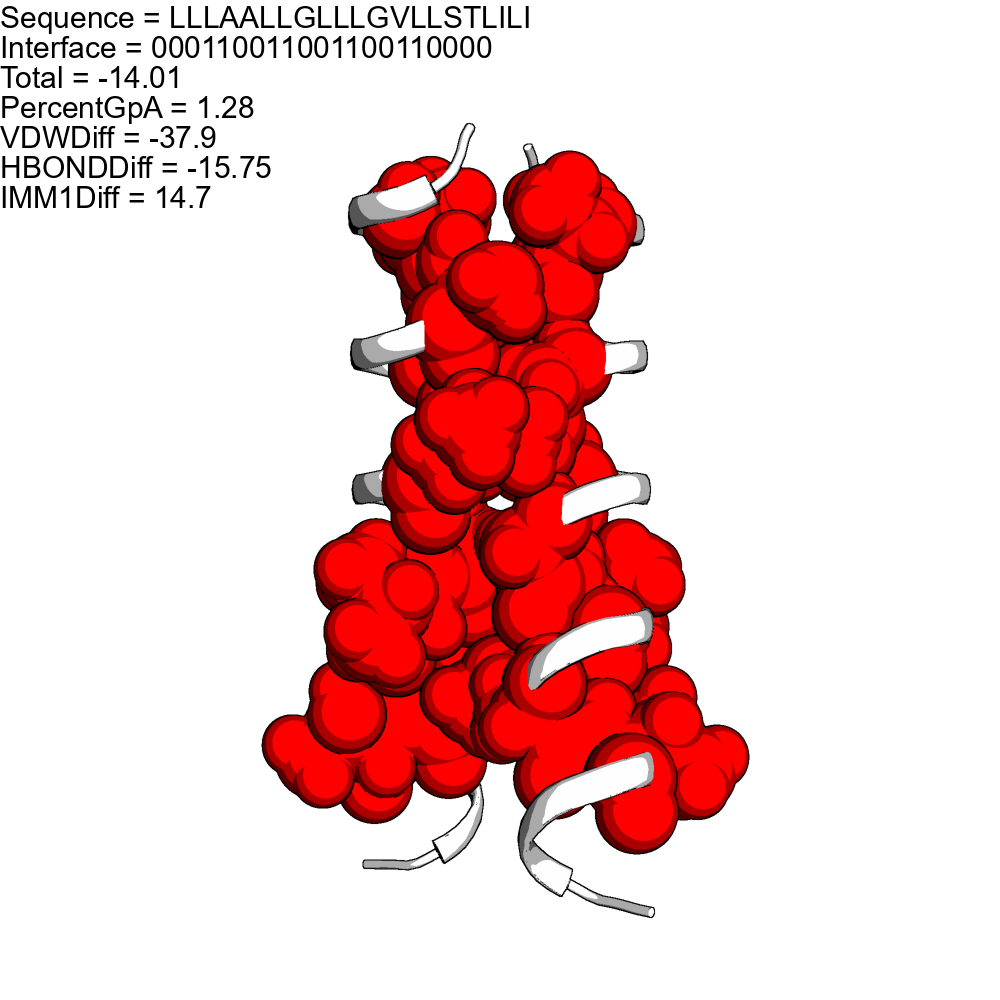 Sequence = LLLAALLGLLLGVLLSTLILI
Interface = 000110011001100110000
Total = -14.01
PercentGpA = 1.28
VDWDiff = -37.9
HBONDDiff = -15.75
IMM1Diff = 14.7